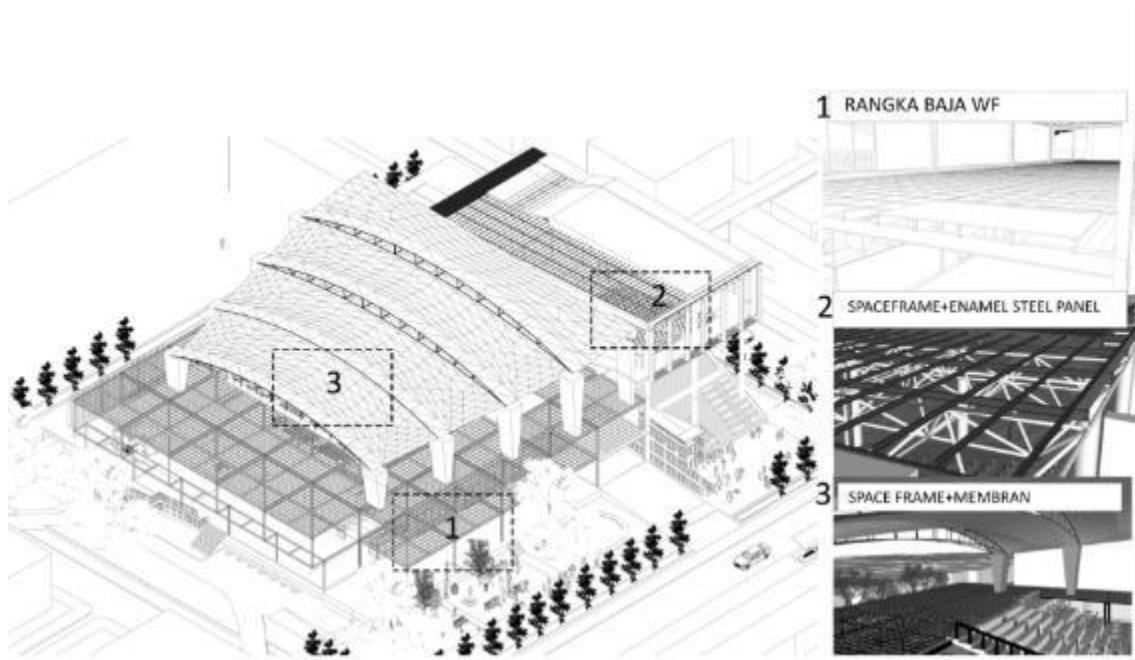 1 RANGKA BAJA WF
2 SPACEFRAME+ENAMEL STEEL PANEL
3 SPACE FRAME+MEMBRAN
2
3
1